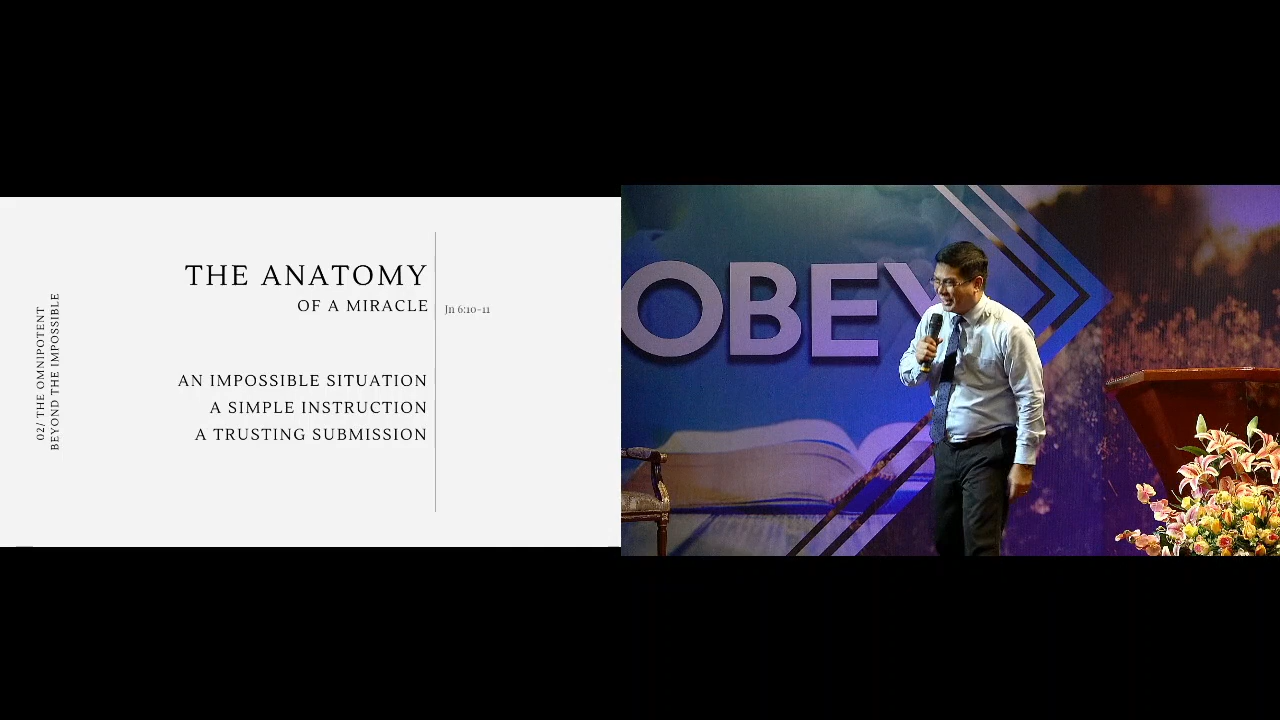 02/ THE OMNIPOTENT
BEYOND THE IMPOSSIBLE
THE ANATOMY
OF A MIRACLE
Jn 6:10-11
AN IMPOSSIBLE SITUATION
A SIMPLE INSTRUCTION
A TRUSTING SUBMISSION
OBEY